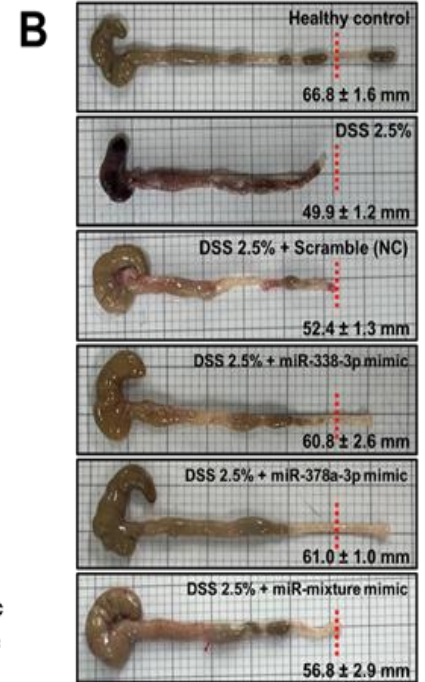 B
Healthy control
66.8 ± 1.6 mm
DSS 2.5%
49.9 ± 1.2 mm
DSS 2.5% + Scramble (NC)
52.4 ± 1.3 mm
DSS 2.5% + miR-338-3p mimic
60.8 ± 2.6 mm
DSS 2.5% + miR-378a-3p mimic
61.0 ± 1.0 mm
DSS 2.5% + miR-mixture mimic
56.8 ± 2.9 mm